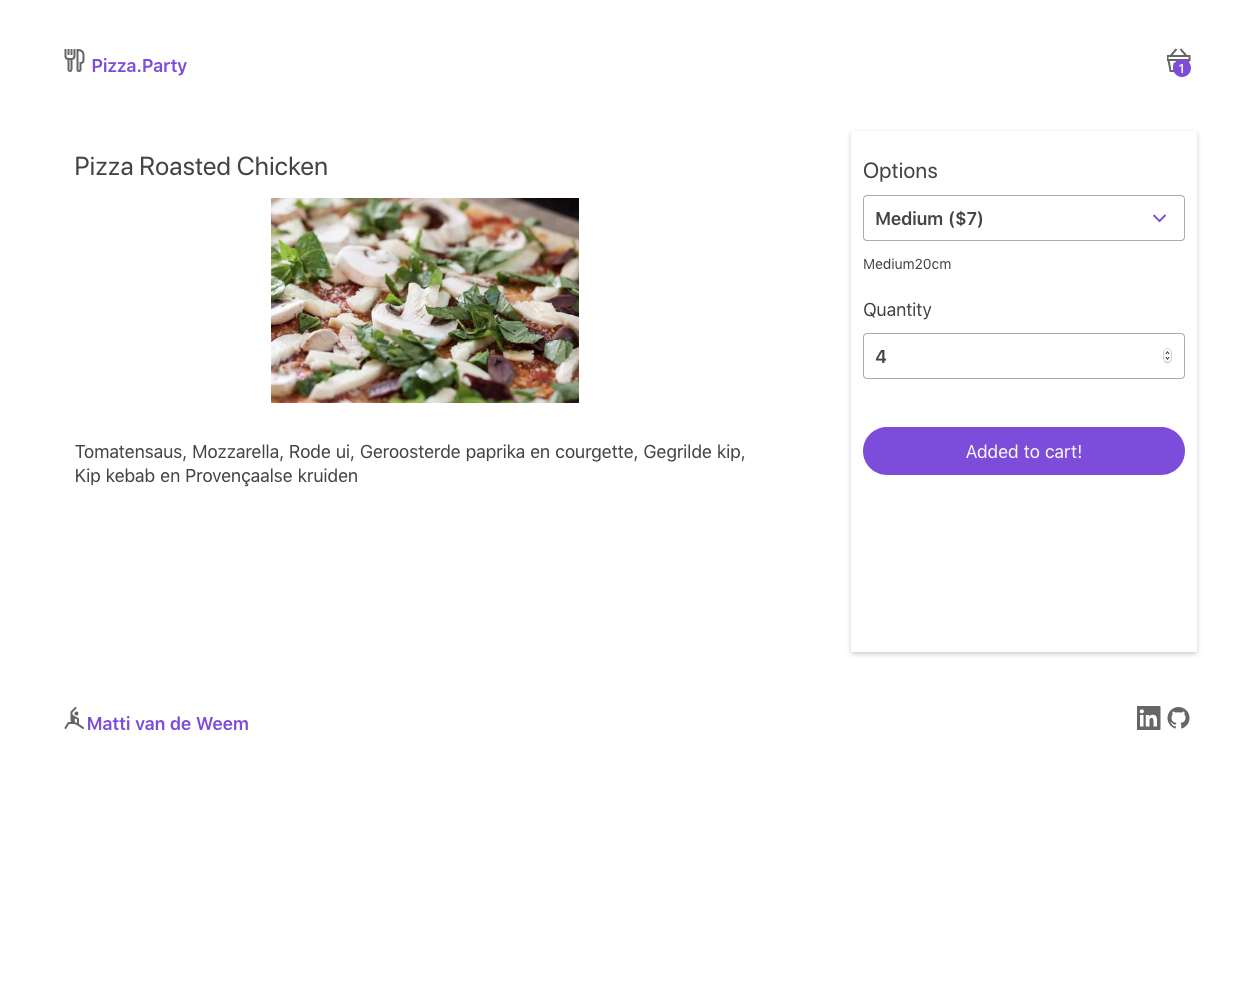 Pizza.Party
1
Pizza Roasted Chicken
Tomatensaus, Mozzarella, Rode ui, Geroosterde paprika en courgette, Gegrilde kip,
Kip kebab en Provençaalse kruiden
Options
Medium ($7)
Medium20cm
Quantity
4
Added to cart!
Matti van de Weem
in